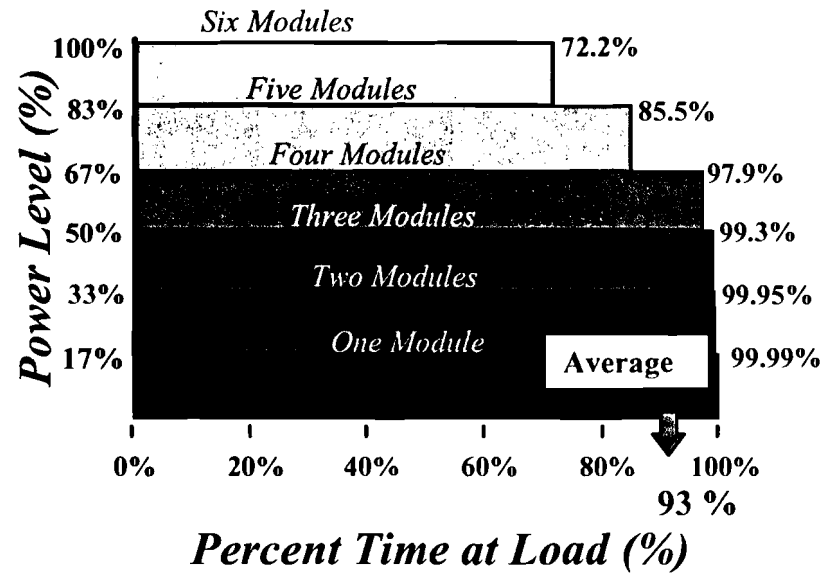 Six Modules
100%
72.2%
Five Modules
83%
85.5%
Four Modules
67%
97.9%
Three Modules
50%
99.3%
Two Modules
33%
99.95%
One Module
17%
Average
99.99%
Power Level (%)
0% 20% 40% 60% 80% 100%
93 %
Percent Time at Load (%)